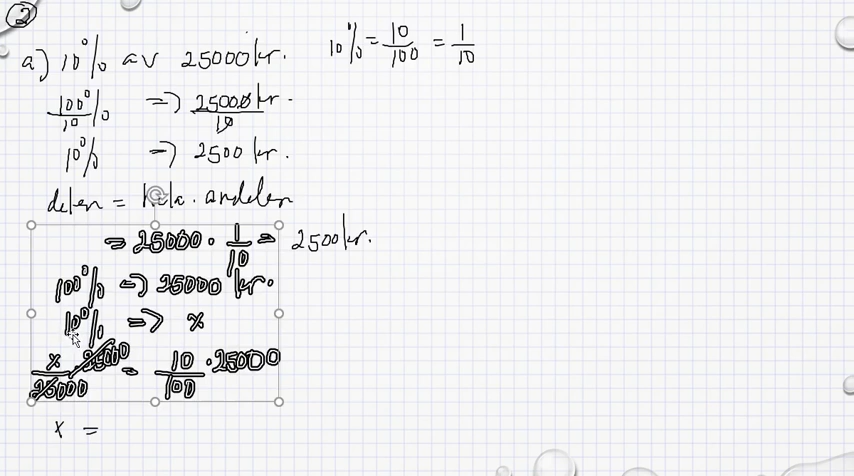 2
a) 10% av 25000 kr. 10% = 10/100 = 1/10
100%/10 => 25000 kr./10
10% => 2500 kr.
delen = hela . andelen
= 25000 . 1/10 = 2500 kr.
100% => 25000 kr.
10% => x
x/25000 . 25000 = 10/100 . 25000
x =